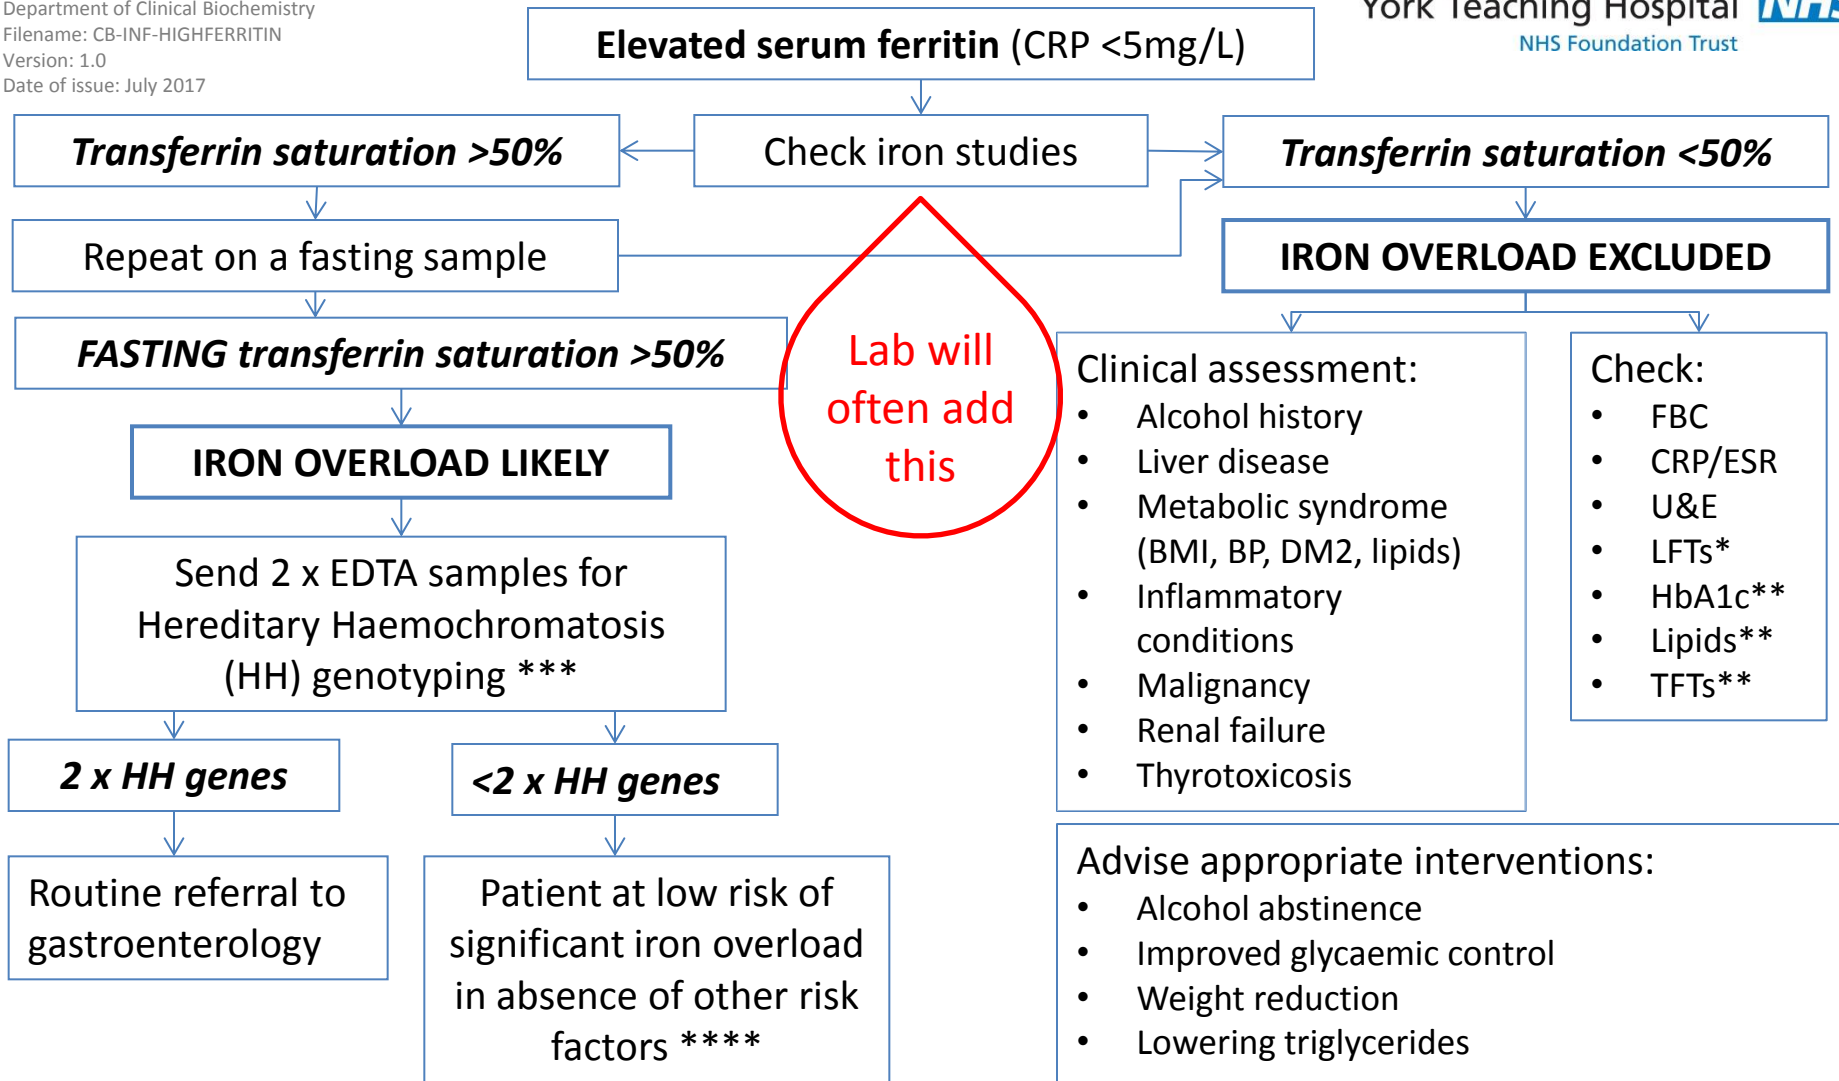 Department of Clinical Biochemistry
Filename: CB-INF-HIGHFERRITIN
Version: 1.0
Date of issue: July 2017
York Teaching Hospital NHS
NHS Foundation Trust
Elevated serum ferritin (CRP <5mg/L)
Transferrin saturation >50%
Check iron studies
Transferrin saturation <50%
Repeat on a fasting sample
IRON OVERLOAD EXCLUDED
FASTING transferrin saturation >50%
Lab will
often add
this
IRON OVERLOAD LIKELY
Send 2 x EDTA samples for
Hereditary Haemochromatosis
(HH) genotyping ***
2 x HH genes
<2 x HH genes
Routine referral to
gastroenterology
Patient at low risk of
significant iron overload
in absence of other risk
factors ****
Clinical assessment:
• Alcohol history
• Liver disease
• Metabolic syndrome
(BMI, BP, DM2, lipids)
• Inflammatory
conditions
• Malignancy
• Renal failure
• Thyrotoxicosis
Check:
• FBC
• CRP/ESR
• U&E
• LFTs*
• HbA1c**
• Lipids**
• TFTs**
Advise appropriate interventions:
• Alcohol abstinence
• Improved glycaemic control
• Weight reduction
• Lowering triglycerides